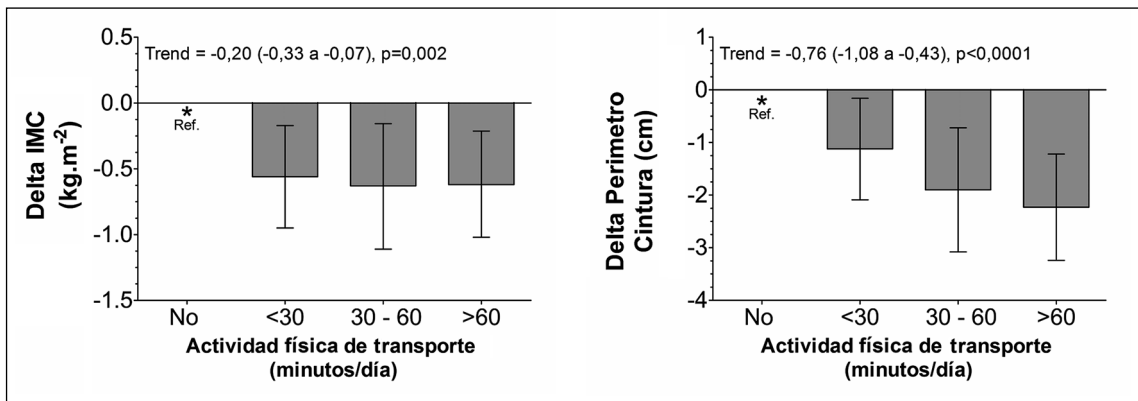 Trend = -0,20 (-0,33 a -0,07), p=0,002
0.5
0.0
-0.5
-1.0
-1.5
Delta IMC
(kg.m-2)
*
Ref.
No
<30
30 - 60
>60
Actividad física de transporte
(minutos/día)
Trend = -0,76 (-1,08 a -0,43), p<0,0001
1
0
-1
-2
-3
-4
Delta Perimetro
Cintura (cm)
*
Ref.
No
<30
30 - 60
>60
Actividad física de transporte
(minutos/día)